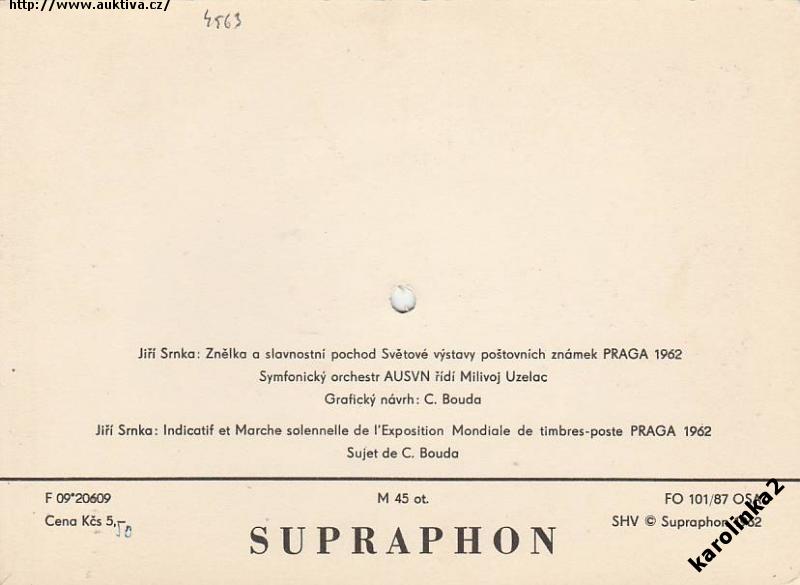 http://www.auktiva.cz/
4563
Jiří Srnka: Znělka a slavnostní pochod Světové výstavy poštovních známek PRAGA 1962
Symfonický orchestr AUSVN řídí Milivoj Uzelac
Grafický návrh: C. Bouda
Jiří Srnka: Indicatif et Marche solennelle de l'Exposition Mondiale de timbres-poste PRAGA 1962
Sujet de C. Bouda
F 09*20609 M 45 ot. FO 101/87 OSA
Cena Kčs 5,– SHV © Supraphon
SUPRAPHON
karolinka2